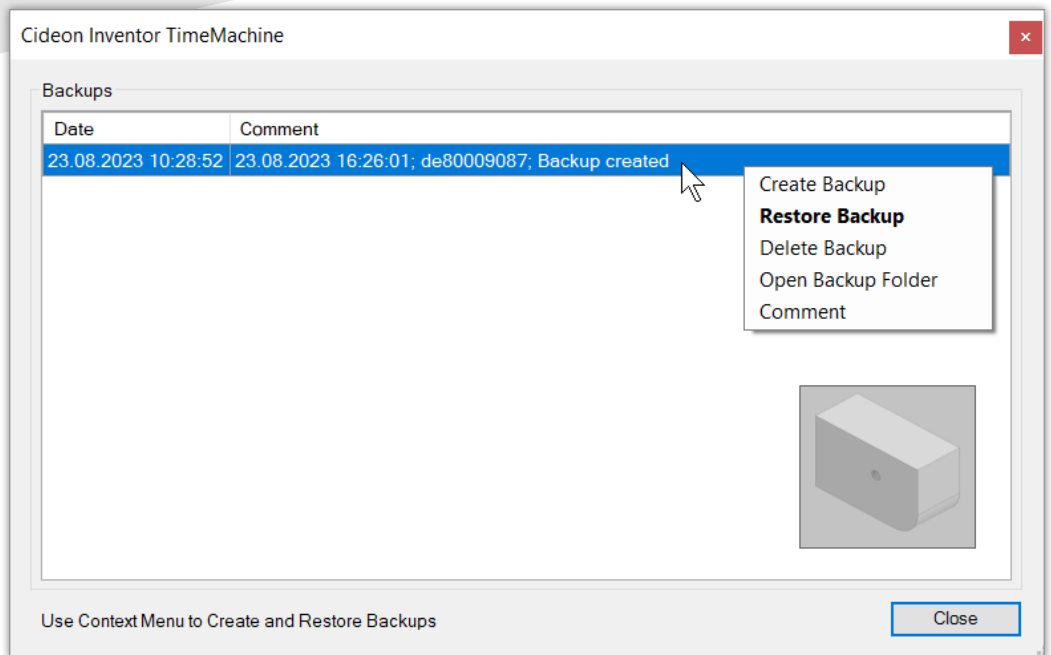 Cideon Inventor TimeMachine
Backups
Date Comment
23.08.2023 10:28:52 23.08.2023 16:26:01; de80009087; Backup created
Create Backup
Restore Backup
Delete Backup
Open Backup Folder
Comment
Use Context Menu to Create and Restore Backups
Close